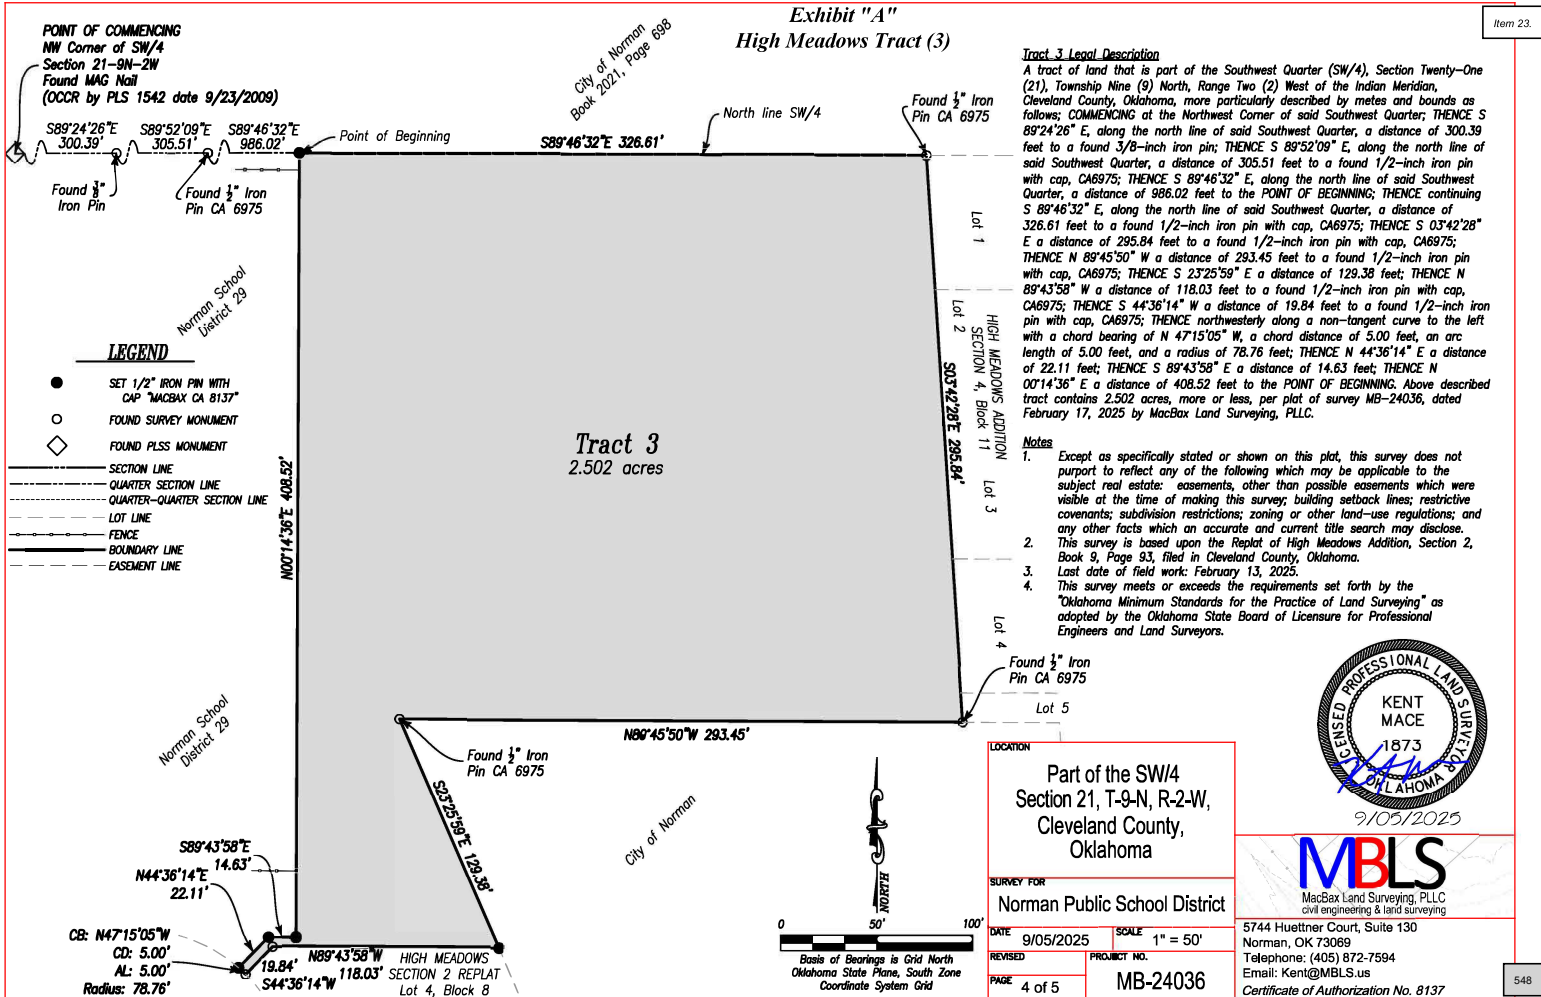 Exhibit "A"
High Meadows Tract (3)
Item 23.
POINT OF COMMENCING
NW Corner of SW/4
Section 21-9N-2W
Found MAG Nail
(OCCR by PLS 1542 date 9/23/2009)
S89°24'26"E
300.39'
S89°52'09"E
305.51'
S89°46'32"E
986.02'
Point of Beginning
Found 3/8"
Iron Pin
Found 1/2" Iron
Pin CA 6975
City of Norman
Book 2021, Page 698
S89°46'32"E 326.61'
North line SW/4
Found 1/2" Iron
Pin CA 6975
Norman School
District 29
LEGEND
SET 1/2" IRON PIN WITH
CAP "MACBAX CA 8137"
FOUND SURVEY MONUMENT
FOUND PLSS MONUMENT
SECTION LINE
QUARTER SECTION LINE
QUARTER-QUARTER SECTION LINE
LOT LINE
FENCE
BOUNDARY LINE
EASEMENT LINE
N00°14'36"E 408.52'
Tract 3
2.502 acres
S03°42'28"E 295.84'
Lot 1
Lot 2
HIGH MEADOWS ADDITION
SECTION 4, Block 11
Lot 3
Lot 4
Found 1/2" Iron
Pin CA 6975
Lot 5
N89°45'50"W 293.45'
Found 1/2" Iron
Pin CA 6975
S23°25'59"E 129.38'
City of Norman
Norman School
District 29
S89°43'58"E
14.63'
N44°36'14"E
22.11'
CB: N47°15'05"W
CD: 5.00'
AL: 5.00'
Radius: 78.76'
19.84'
S44°36'14"W
N89°43'58"W
118.03'
HIGH MEADOWS
SECTION 2 REPLAT
Lot 4, Block 8
NORTH
0 50' 100'
Basis of Bearings is Grid North
Oklahoma State Plane, South Zone
Coordinate System Grid
Tract 3 Legal Description
A tract of land that is part of the Southwest Quarter (SW/4), Section Twenty-One
(21), Township Nine (9) North, Range Two (2) West of the Indian Meridian,
Cleveland County, Oklahoma, more particularly described by metes and bounds as
follows; COMMENCING at the Northwest Corner of said Southwest Quarter; THENCE S
89°24'26" E, along the north line of said Southwest Quarter, a distance of 300.39
feet to a found 3/8-inch iron pin; THENCE S 89°52'09" E, along the north line of
said Southwest Quarter, a distance of 305.51 feet to a found 1/2-inch iron pin
with cap, CA6975; THENCE S 89°46'32" E, along the north line of said Southwest
Quarter, a distance of 986.02 feet to the POINT OF BEGINNING; THENCE continuing
S 89°46'32" E, along the north line of said Southwest Quarter, a distance of
326.61 feet to a found 1/2-inch iron pin with cap, CA6975; THENCE S 03°42'28"
E a distance of 295.84 feet to a found 1/2-inch iron pin with cap, CA6975;
THENCE N 89°45'50" W a distance of 293.45 feet to a found 1/2-inch iron pin
with cap, CA6975; THENCE S 23°25'59" E a distance of 129.38 feet; THENCE N
89°43'58" W a distance of 118.03 feet to a found 1/2-inch iron pin with cap,
CA6975; THENCE S 44°36'14" W a distance of 19.84 feet to a found 1/2-inch iron
pin with cap, CA6975; THENCE northwesterly along a non-tangent curve to the left
with a chord bearing of N 47°15'05" W, a chord distance of 5.00 feet, an arc
length of 5.00 feet, and a radius of 78.76 feet; THENCE N 44°36'14" E a distance
of 22.11 feet; THENCE S 89°43'58" E a distance of 14.63 feet; THENCE N
00°14'36" E a distance of 408.52 feet to the POINT OF BEGINNING. Above described
tract contains 2.502 acres, more or less, per plat of survey MB-24036, dated
February 17, 2025 by MacBax Land Surveying, PLLC.
Notes
1. Except as specifically stated or shown on this plat, this survey does not
purport to reflect any of the following which may be applicable to the
subject real estate: easements, other than possible easements which were
visible at the time of making this survey; building setback lines; restrictive
covenants; subdivision restrictions; zoning or other land-use regulations; and
any other facts which an accurate and current title search may disclose.
2. This survey is based upon the Replat of High Meadows Addition, Section 2,
Book 9, Page 93, filed in Cleveland County, Oklahoma.
3. Last date of field work: February 13, 2025.
4. This survey meets or exceeds the requirements set forth by the
"Oklahoma Minimum Standards for the Practice of Land Surveying" as
adopted by the Oklahoma State Board of Licensure for Professional
Engineers and Land Surveyors.
LICENSED PROFESSIONAL LAND SURVEYOR
KENT
MACE
1873
OKLAHOMA
9/05/2025
LOCATION
Part of the SW/4
Section 21, T-9-N, R-2-W,
Cleveland County,
Oklahoma
SURVEY FOR
Norman Public School District
DATE 9/05/2025
SCALE 1" = 50'
REVISED
PROJECT NO.
MB-24036
PAGE 4 of 5
MBLS
MacBax Land Surveying, PLLC
civil engineering & land surveying
5744 Huettner Court, Suite 130
Norman, OK 73069
Telephone: (405) 872-7594
Email: Kent@MBLS.us
Certificate of Authorization No. 8137
548